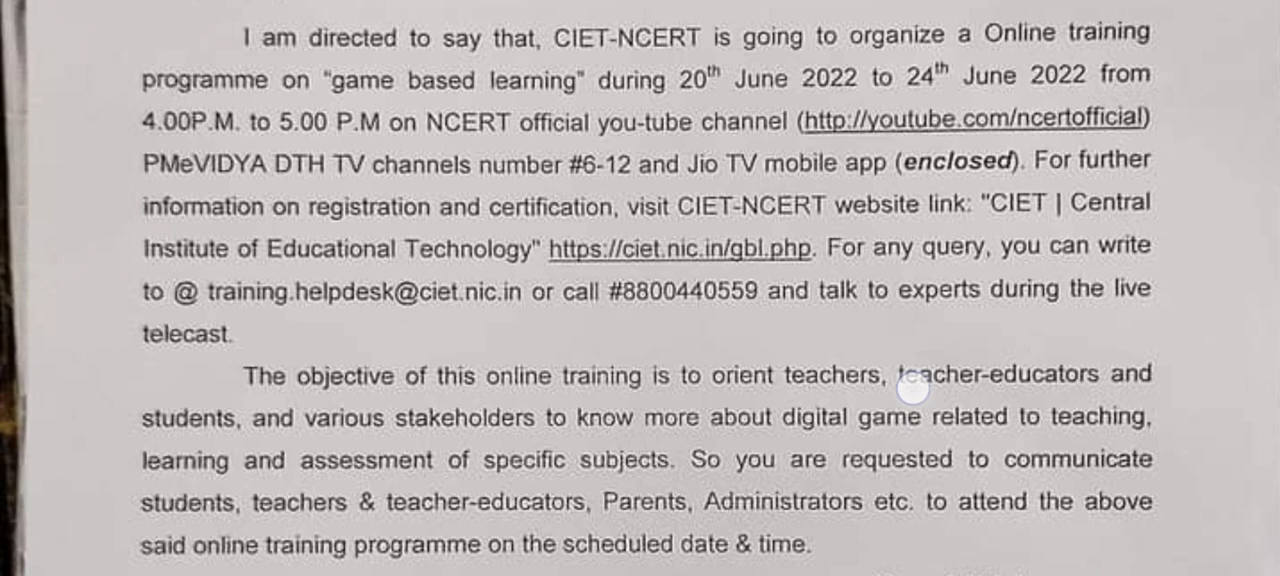 I am directed to say that, CIET-NCERT is going to organize a Online training
programme on "game based learning" during 20th June 2022 to 24th June 2022 from
4.00P.M. to 5.00 P.M on NCERT official you-tube channel (http://youtube.com/ncertofficial)
PMeVIDYA DTH TV channels number #6-12 and Jio TV mobile app (enclosed). For further
information on registration and certification, visit CIET-NCERT website link: "CIET | Central
Institute of Educational Technology" https://ciet.nic.in/gbl.php. For any query, you can write
to @ training.helpdesk@ciet.nic.in or call #8800440559 and talk to experts during the live
telecast.
The objective of this online training is to orient teachers, teacher-educators and
students, and various stakeholders to know more about digital game related to teaching,
learning and assessment of specific subjects. So you are requested to communicate
students, teachers & teacher-educators, Parents, Administrators etc. to attend the above
said online training programme on the scheduled date & time.